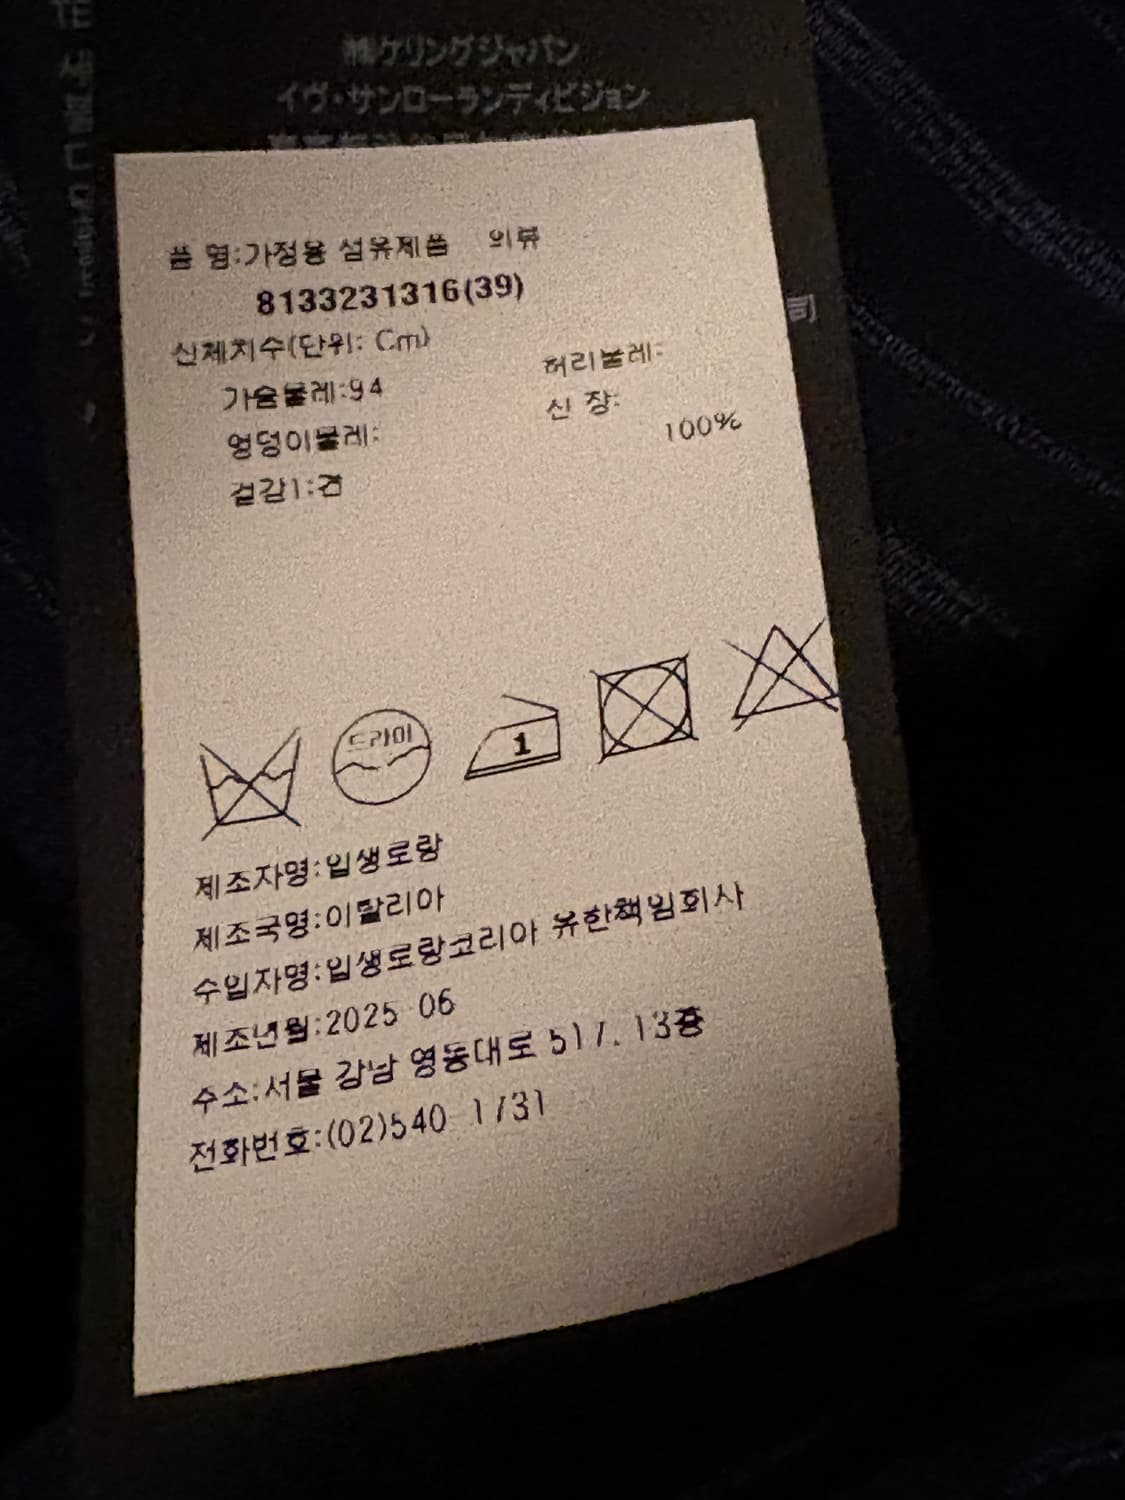 ㈱ケリングジャパン
イヴ・サンローランディビジョン
품 명:가정용 섬유제품 의류
8133231316(39)
신체치수(단위: Cm)
가슴둘레:94
허리둘레:
엉덩이둘레:
신 장:
겉감1:견
100%
드라이
1
제조자명:입생로랑
제조국명:이탈리아
수입자명:입생로랑코리아 유한책임회사
제조년월:2025 06
주소:서울 강남 영동대로 517. 13층
전화번호:(02)540 1731
司